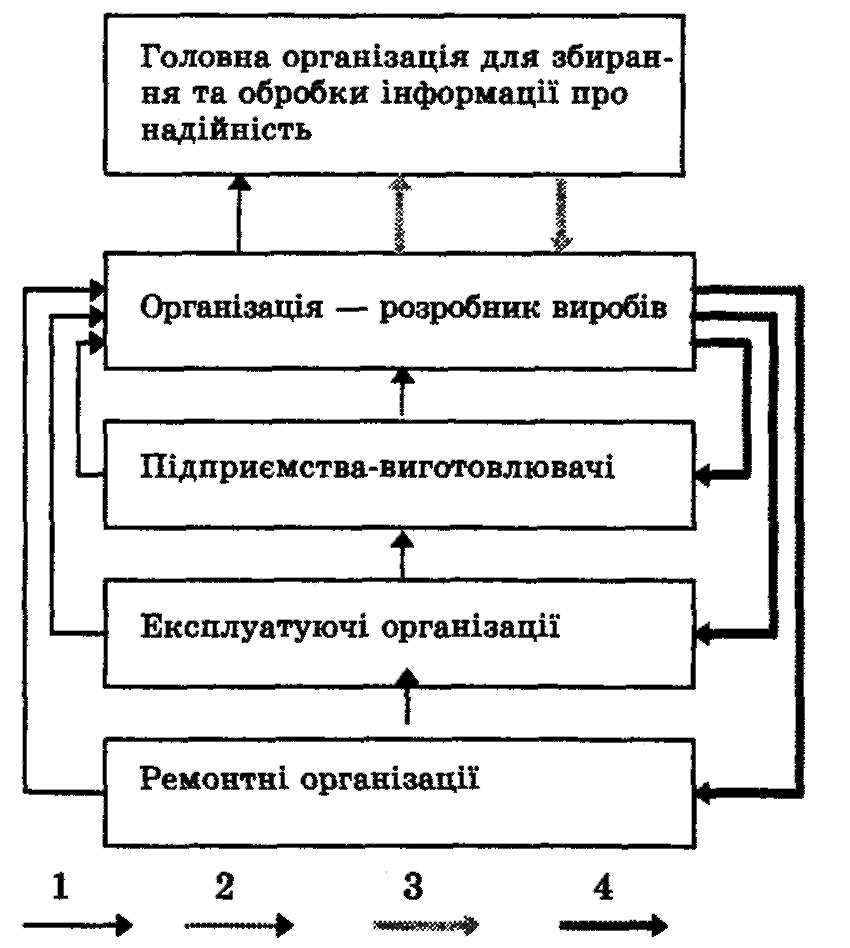 Головна організація для збиран-
ня та обробки інформації про
надійність
Організація — розробник виробів
Підприємства-виготовлювачі
Експлуатуючі організації
Ремонтні організації
1 2 3 4